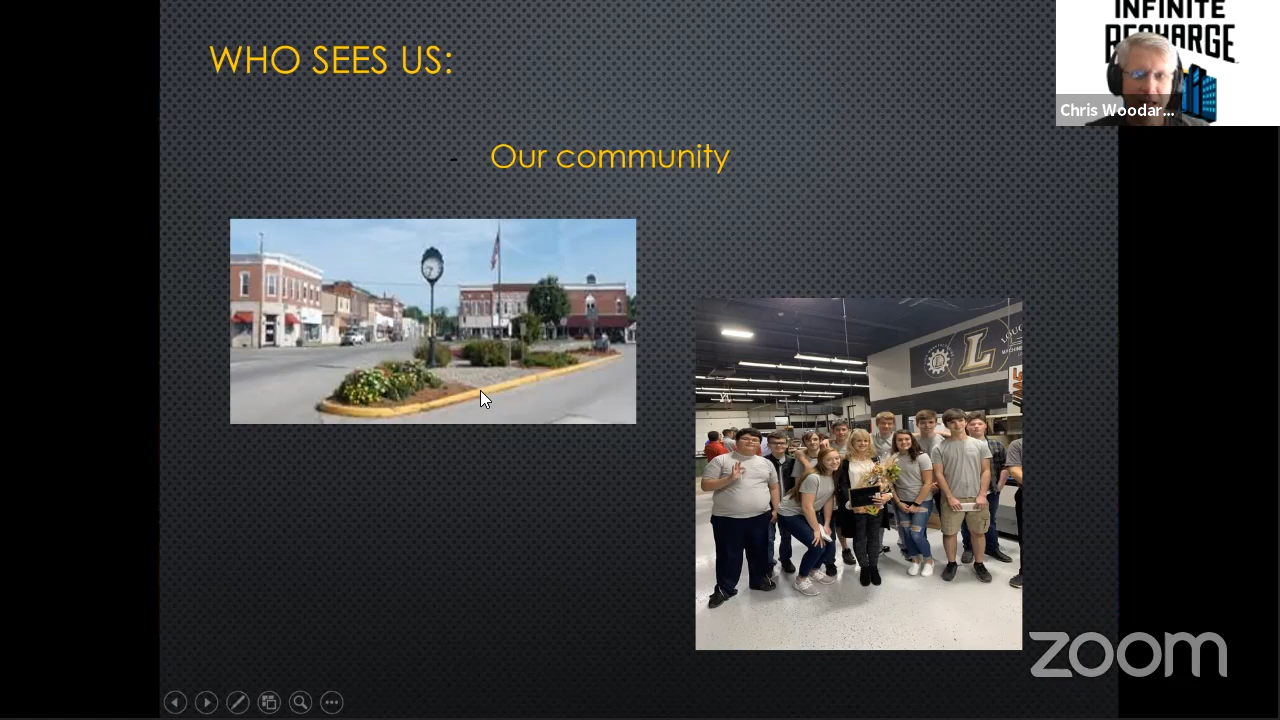 INFINITE
RECHARGE
WHO SEES US:
Chris Woodar...
- Our community
L
zoom